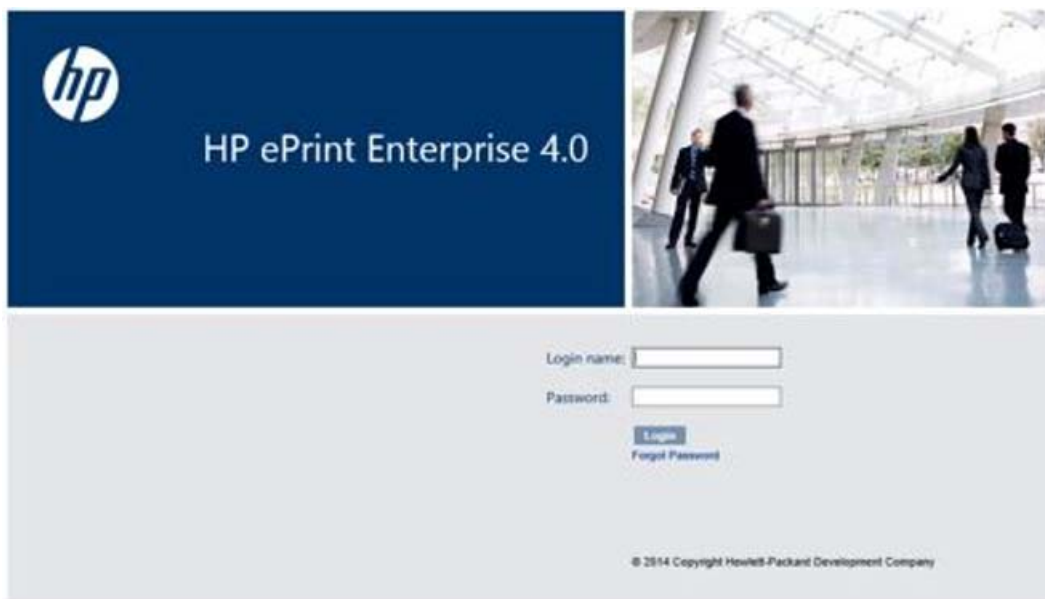 hp
HP ePrint Enterprise 4.0
Login name:
Password:
Login
Forgot Password
© 2014 Copyright Hewlett-Packard Development Company